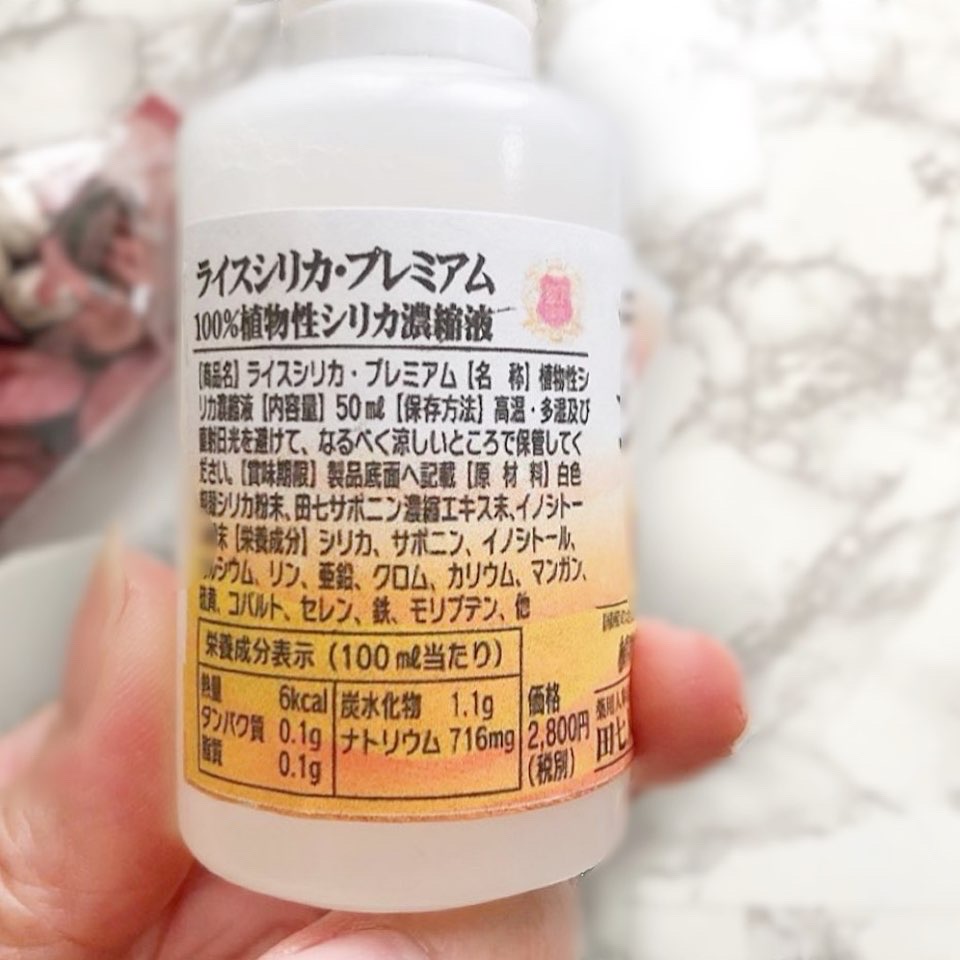 ライスシリカ・プレミアム
100%植物性シリカ濃縮液
【商品名】ライスシリカ・プレミアム【名 称】植物性シ
リカ濃縮液【内容量】50㎖【保存方法】高温・多湿及び
直射日光を避けて、なるべく涼しいところで保管してく
ださい。【賞味期限】製品底面へ記載【原 材 料】白色
シリカ粉末、田七サポニン濃縮エキス末、イノシトー
末【栄養成分】シリカ、サポニン、イノシトール、
ルシウム、リン、亜鉛、クロム、カリウム、マンガン、
硫黄、コバルト、セレン、鉄、モリブデン、他
栄養成分表示(100㎖当たり)
熱量 6kcal
タンパク質 0.1g
脂質 0.1g
炭水化物 1.1g
ナトリウム 716mg
価格
2,800円
(税別)
薬用人
田七